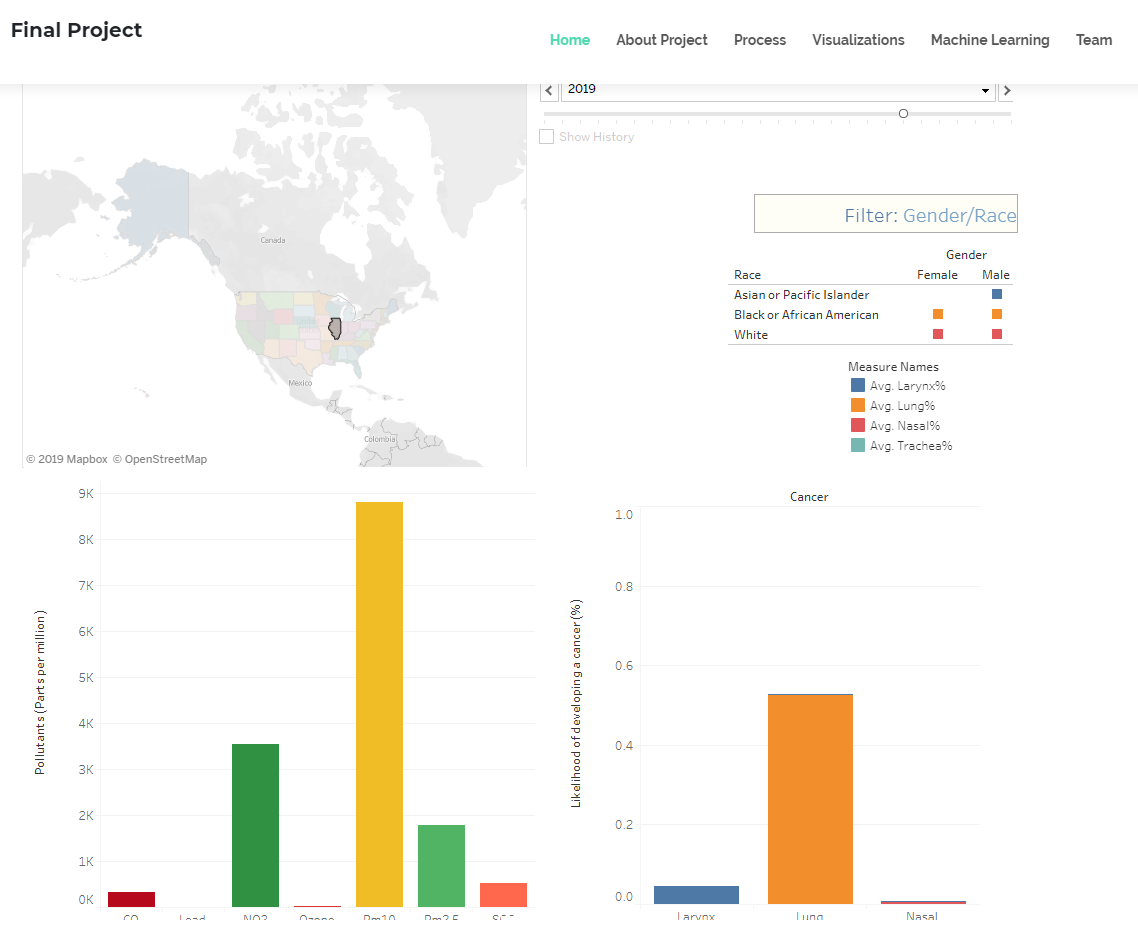 Final Project
Home About Project Process Visualizations Machine Learning Team
2019
Show History
Canada
Mexico
Colombia
© 2019 Mapbox © OpenStreetMap
Filter: Gender/Race
Gender
Race Female Male
Asian or Pacific Islander
Black or African American
White
Measure Names
Avg. Larynx%
Avg. Lung%
Avg. Nasal%
Avg. Trachea%
Pollutants (Parts per million)
9K
8K
7K
6K
5K
4K
3K
2K
1K
0K
CO Lead NO2 Ozone Pm10 Pm2.5
Cancer
Likelihood of developing a cancer (%)
1.0
0.8
0.6
0.4
0.2
0.0
Larynx Lung Nasal